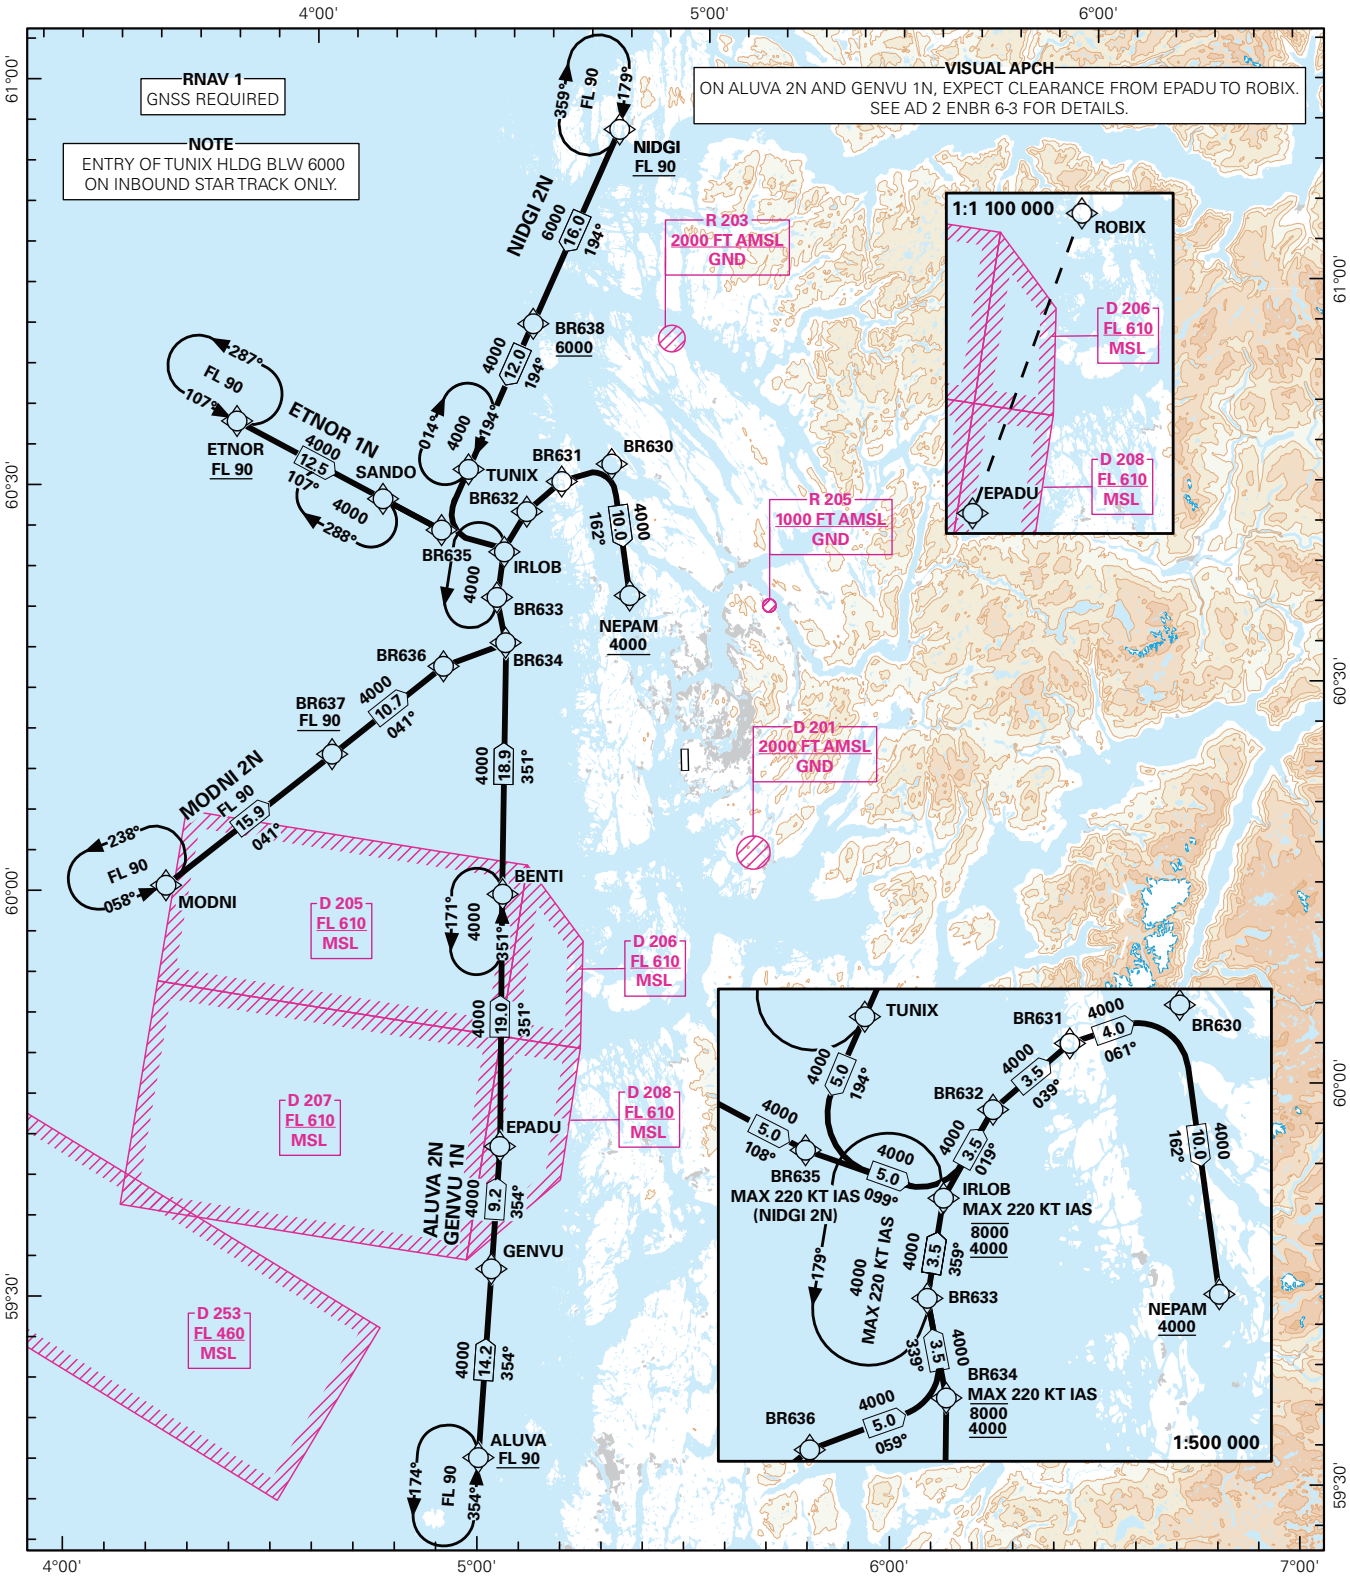 4°00'
5°00'
6°00'
61°00'
RNAV 1
GNSS REQUIRED
NOTE
ENTRY OF TUNIX HLDG BLW 6000
ON INBOUND STAR TRACK ONLY.
VISUAL APCH
ON ALUVA 2N AND GENVU 1N, EXPECT CLEARANCE FROM EPADU TO ROBIX.
SEE AD 2 ENBR 6-3 FOR DETAILS.
359°
FL 90
179°
NIDGI
FL 90
NIDGI 2N
6000
16.0
194°
R 203
2000 FT AMSL
GND
1:1 100 000
ROBIX
D 206
FL 610
MSL
D 208
FL 610
MSL
EPADU
61°00'
BR638
6000
4000
12.0
194°
287°
FL 90
107°
ETNOR
FL 90
ETNOR 1N
4000
12.5
107°
SANDO
4000
288°
014°
4000
194°
TUNIX
BR631
BR630
BR632
60°30'
BR635
IRLOB
4000
BR633
4000
10.0
162°
NEPAM
4000
R 205
1000 FT AMSL
GND
BR634
BR636
4000
10.7
041°
BR637
FL 90
60°30'
MODNI 2N
FL 90
15.9
041°
238°
FL 90
058°
MODNI
4000
18.9
351°
D 201
2000 FT AMSL
GND
60°00'
BENTI
171°
4000
351°
D 205
FL 610
MSL
D 206
FL 610
MSL
4000
19.0
351°
D 207
FL 610
MSL
D 208
FL 610
MSL
EPADU
ALUVA 2N
GENVU 1N
4000
9.2
354°
GENVU
60°00'
59°30'
D 253
FL 460
MSL
4000
14.2
354°
ALUVA
FL 90
174°
FL 90
354°
TUNIX
4000
5.0
194°
4000
5.0
108°
BR635
MAX 220 KT IAS
(NIDGI 2N)
4000
5.0
099°
BR631
4000
4.0
061°
BR630
4000
3.5
039°
BR632
4000
3.5
019°
4000
10.0
162°
IRLOB
MAX 220 KT IAS
8000
4000
179°
4000
MAX 220 KT IAS
4000
3.5
359°
BR633
NEPAM
4000
4000
3.5
339°
BR634
MAX 220 KT IAS
8000
4000
BR636
4000
5.0
059°
1:500 000
59°30'
4°00'
5°00'
6°00'
7°00'